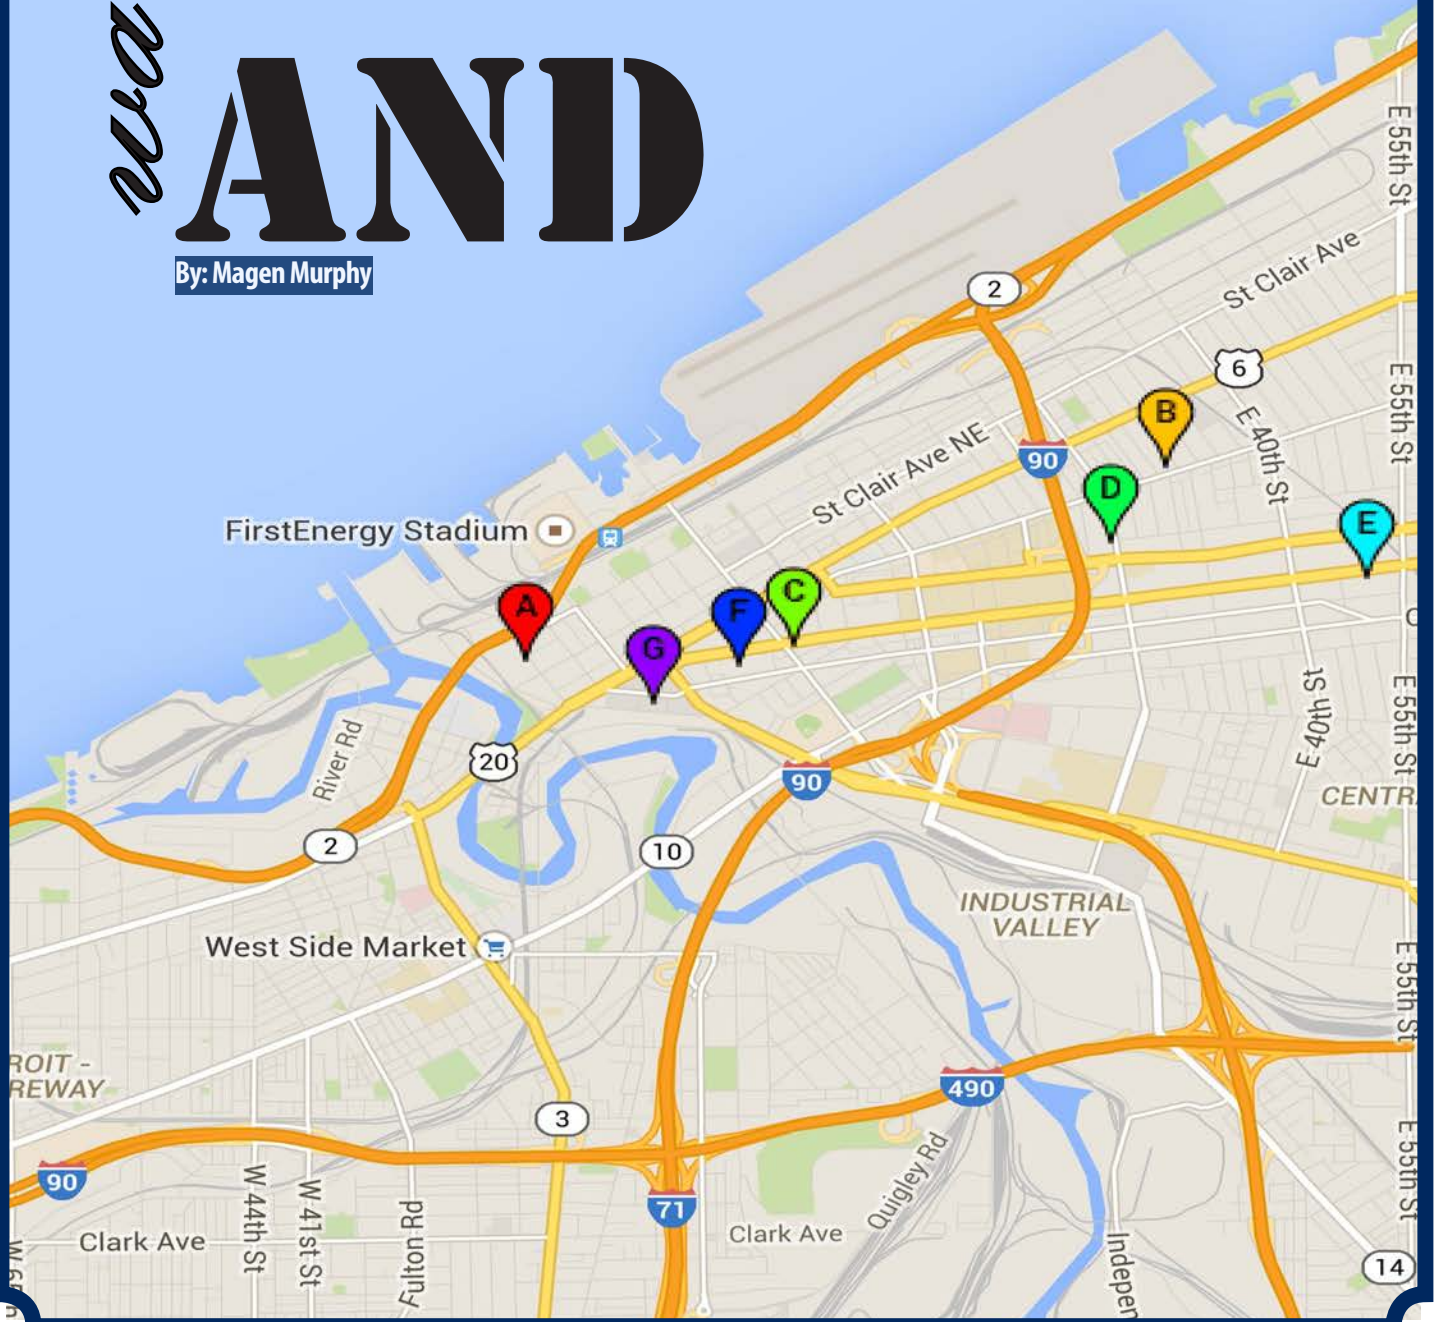 AND
By: Magen Murphy
E 55th St
St Clair Ave
2
6
E 55th St
B
E 40th St
St Clair Ave NE
90
D
FirstEnergy Stadium
E
A
F
C
G
E 40th St
E 55th St
River Rd
20
90
CENTR
2
10
INDUSTRIAL
VALLEY
West Side Market
E 55th St
ROIT -
REWAY
490
3
E 55th St
90
W 44th St
W 41st St
Fulton Rd
71
Quigley Rd
Clark Ave
Clark Ave
Indepen
14